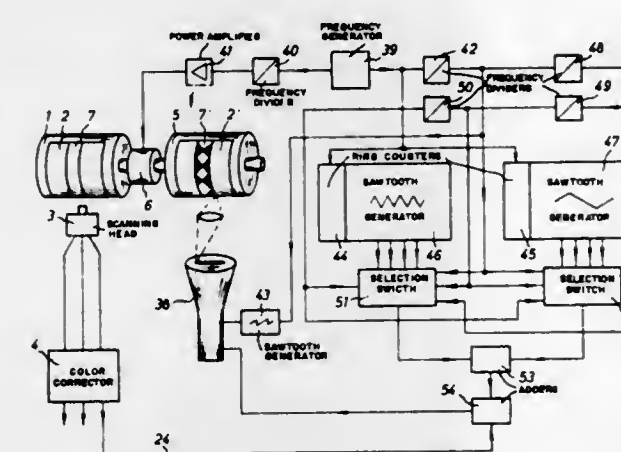 FREQUENCY GENERATOR
POWER AMPLIFIER
41
40
39
42
48
FREQUENCY DIVIDER
FREQUENCY DIVIDERS
50
49
1 2 7
5 7 2'
6
RING COUNTERS
47
SAWTOOTH GENERATOR
SAWTOOTH GENERATOR
3
SCANNING HEAD
44
46
45
38
43
SAWTOOTH GENERATOR
SELECTION SWICTH
51
SELECTION SWITCH
4
COLOR CORRECTOR
53
ADDERS
54
24